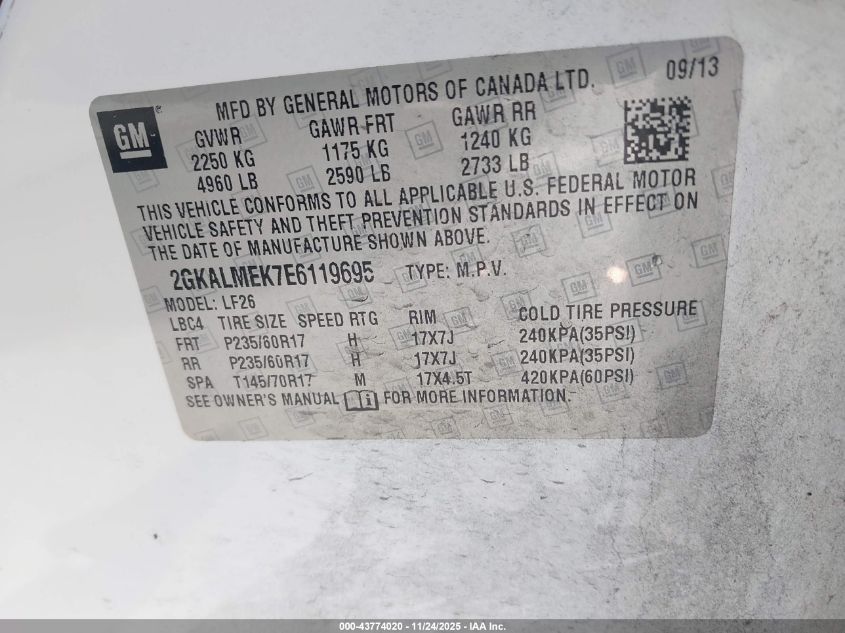 MFD BY GENERAL MOTORS OF CANADA LTD. 09/13
GM
GVWR GAWR FRT GAWR RR
2250 KG 1175 KG 1240 KG
4960 LB 2590 LB 2733 LB
THIS VEHICLE CONFORMS TO ALL APPLICABLE U.S. FEDERAL MOTOR
VEHICLE SAFETY AND THEFT PREVENTION STANDARDS IN EFFECT ON
THE DATE OF MANUFACTURE SHOWN ABOVE.
2GKALMEK7E6119695 TYPE: M.P.V.
MODEL: LF26
LBC4 TIRE SIZE SPEED RTG RIM COLD TIRE PRESSURE
FRT P235/60R17 H 17X7J 240KPA(35PSI)
RR P235/60R17 H 17X7J 240KPA(35PSI)
SPA T145/70R17 M 17X4.5T 420KPA(60PSI)
SEE OWNER'S MANUAL FOR MORE INFORMATION.
000-43774020 - 11/24/2025 - IAA Inc.